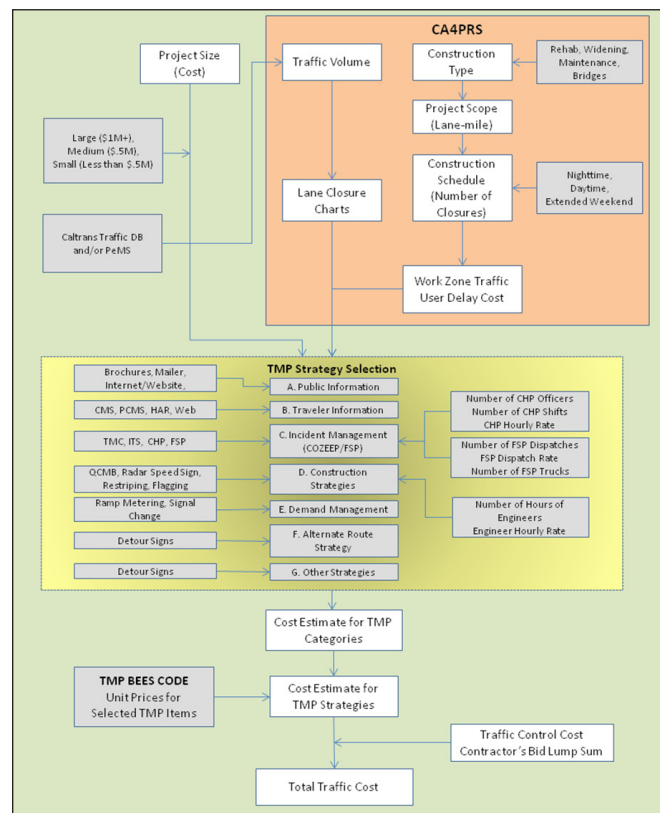 CA4PRS
Project Size
(Cost)
Traffic Volume
Construction
Type
Rehab, Widening,
Maintenance,
Bridges
Project Scope
(Lane-mile)
Large ($1M+),
Medium ($.5M),
Small (Less than $.5M)
Construction
Schedule
(Number of
Closures)
Nighttime,
Daytime,
Extended Weekend
Lane Closure
Charts
Caltrans Traffic DB
and/or PeMS
Work Zone Traffic
User Delay Cost
TMP Strategy Selection
Brochures, Mailer,
Internet/Website,
A. Public Information
CMS, PCMS, HAR, Web
B. Traveler Information
Number of CHP Officers
Number of CHP Shifts
CHP Hourly Rate
TMC, ITS, CHP, FSP
C. Incident Management
(COZEEP/FSP)
Number of FSP Dispatches
FSP Dispatch Rate
Number of FSP Trucks
QCMB, Radar Speed Sign,
Restriping, Flagging
D. Construction
Strategies
Ramp Metering, Signal
Change
E. Demand Management
Number of Hours of
Engineers
Engineer Hourly Rate
Detour Signs
F. Alternate Route
Strategy
Detour Signs
G. Other Strategies
Cost Estimate for TMP
Categories
TMP BEES CODE
Unit Prices for
Selected TMP Items
Cost Estimate for
TMP Strategies
Traffic Control Cost
Contractor's Bid Lump Sum
Total Traffic Cost